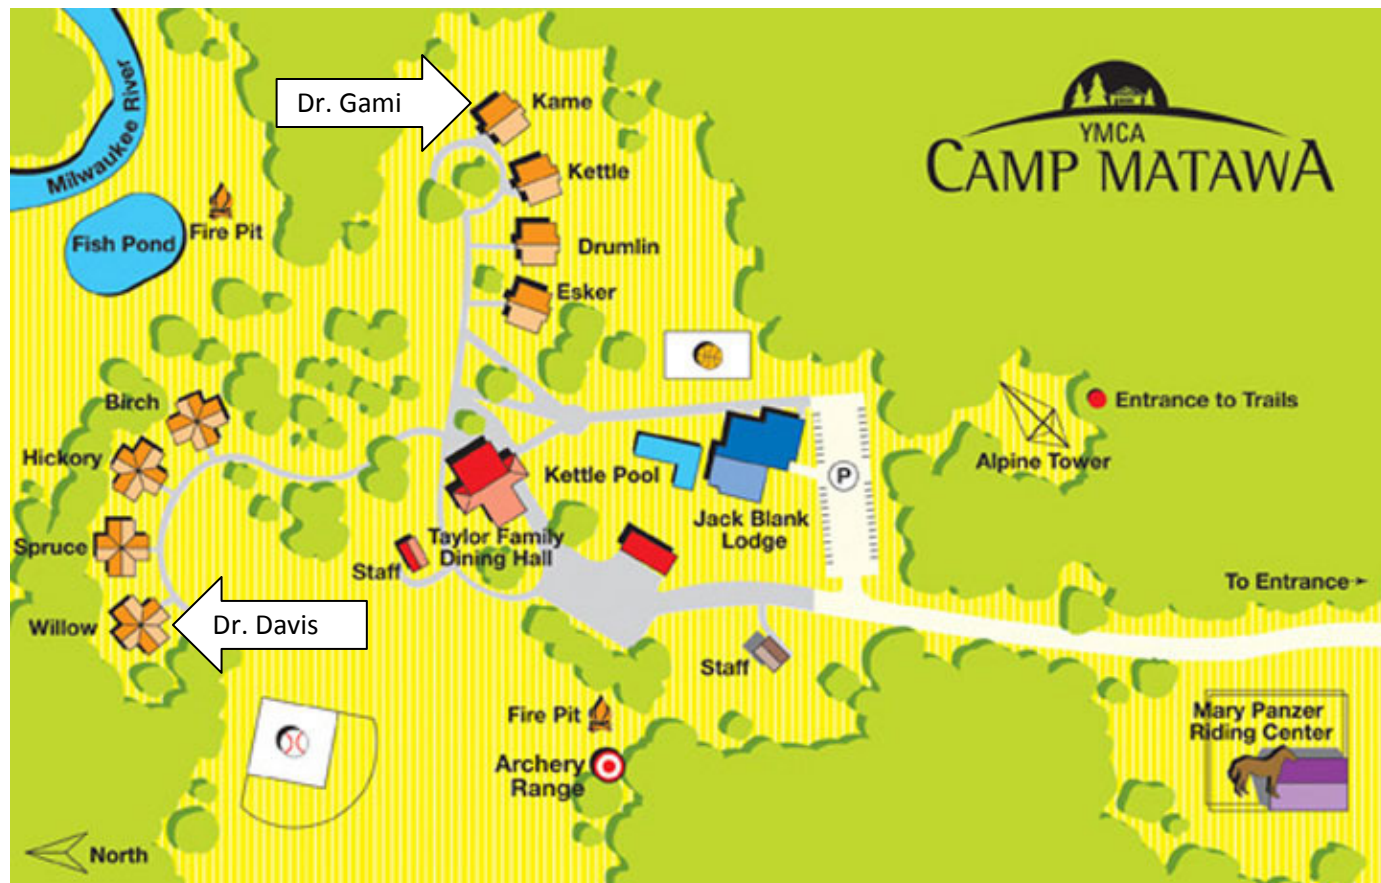 Milwaukee River
Dr. Gami
Kame
Kettle
YMCA
CAMP MATAWA
Fish Pond
Fire Pit
Drumlin
Esker
Birch
Hickory
Spruce
Willow
Dr. Davis
Kettle Pool
Taylor Family
Dining Hall
Staff
Jack Blank
Lodge
P
Alpine Tower
Entrance to Trails
To Entrance
Staff
Fire Pit
Archery
Range
Mary Panzer
Riding Center
North